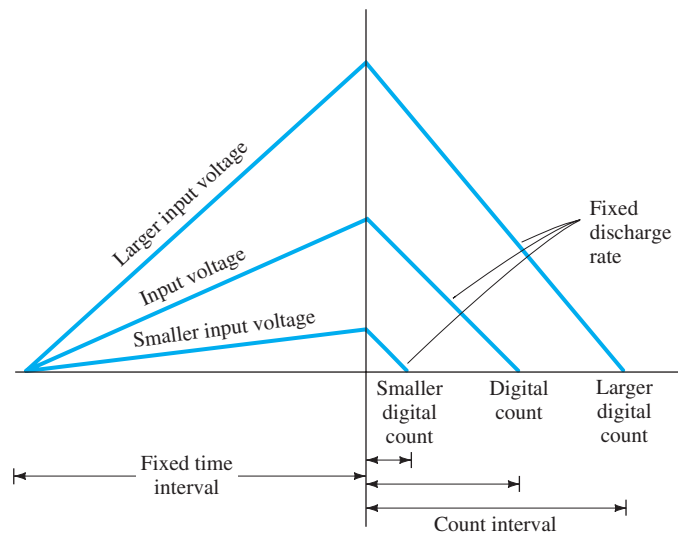 Larger input voltage
Input voltage
Smaller input voltage
Fixed
discharge
rate
Smaller
digital
count
Digital
count
Larger
digital
count
Fixed time
interval
Count interval